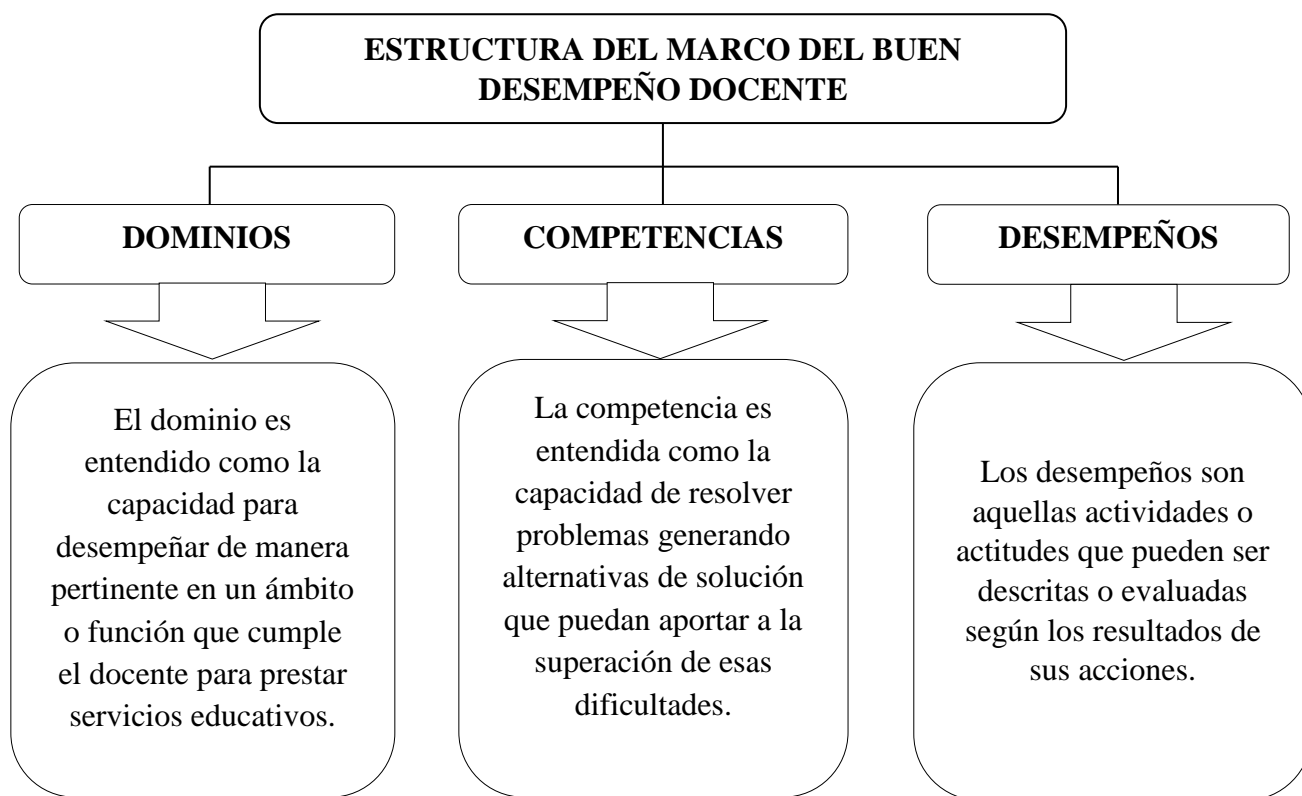 ESTRUCTURA DEL MARCO DEL BUEN
DESEMPEÑO DOCENTE
DOMINIOS
COMPETENCIAS
DESEMPEÑOS
El dominio es
entendido como la
capacidad para
desempeñar de manera
pertinente en un ámbito
o función que cumple
el docente para prestar
servicios educativos.
La competencia es
entendida como la
capacidad de resolver
problemas generando
alternativas de solución
que puedan aportar a la
superación de esas
dificultades.
Los desempeños son
aquellas actividades o
actitudes que pueden ser
descritas o evaluadas
según los resultados de
sus acciones.